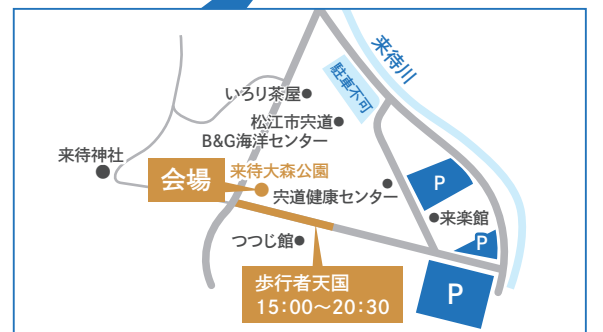 来待川
駐車不可
いろり茶屋
松江市宍道
B&G海洋センター
来待神社
会場
来待大森公園
宍道健康センター
P
来楽館
P
つつじ館
P
歩行者天国
15:00〜20:30